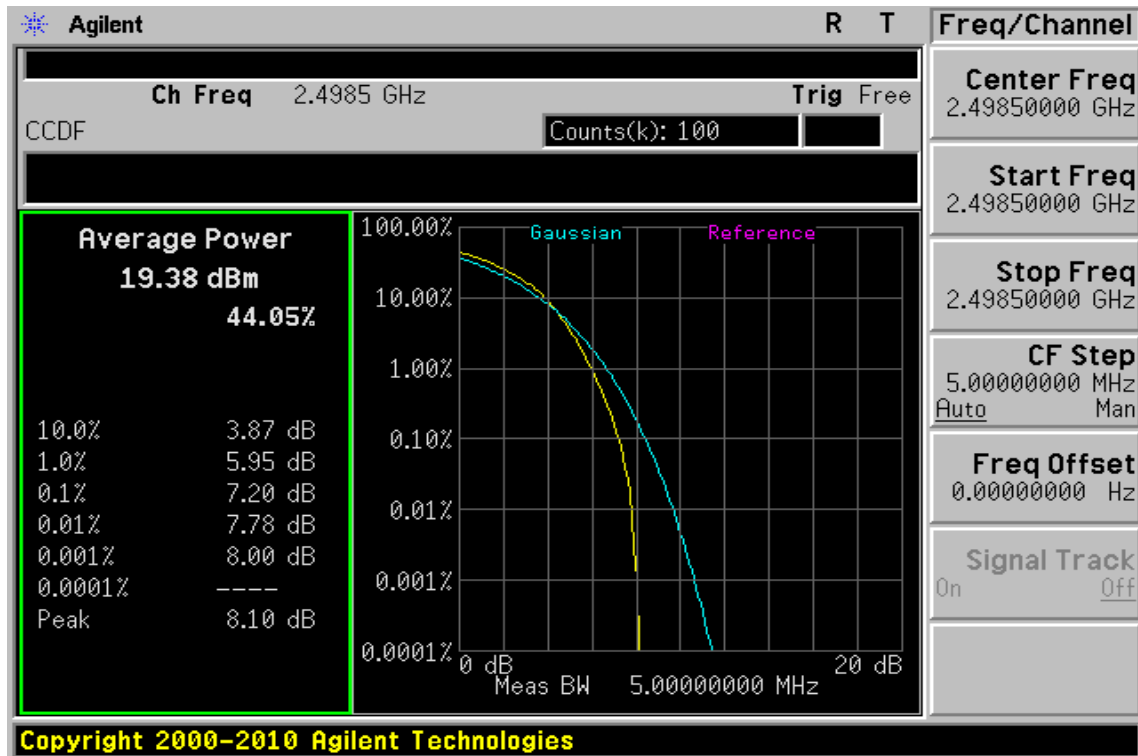 Agilent R T
Ch Freq 2.4985 GHz Trig Free
CCDF Counts(k): 100
Average Power
19.38 dBm
44.05%
10.0% 3.87 dB
1.0% 5.95 dB
0.1% 7.20 dB
0.01% 7.78 dB
0.001% 8.00 dB
0.0001% ----
Peak 8.10 dB
Gaussian Reference
100.00%
10.00%
1.00%
0.10%
0.01%
0.001%
0.0001%
0 dB 20 dB
Meas BW 5.00000000 MHz
Freq/Channel
Center Freq
2.49850000 GHz
Start Freq
2.49850000 GHz
Stop Freq
2.49850000 GHz
CF Step
5.00000000 MHz
Auto Man
Freq Offset
0.00000000 Hz
Signal Track
On Off
Copyright 2000-2010 Agilent Technologies